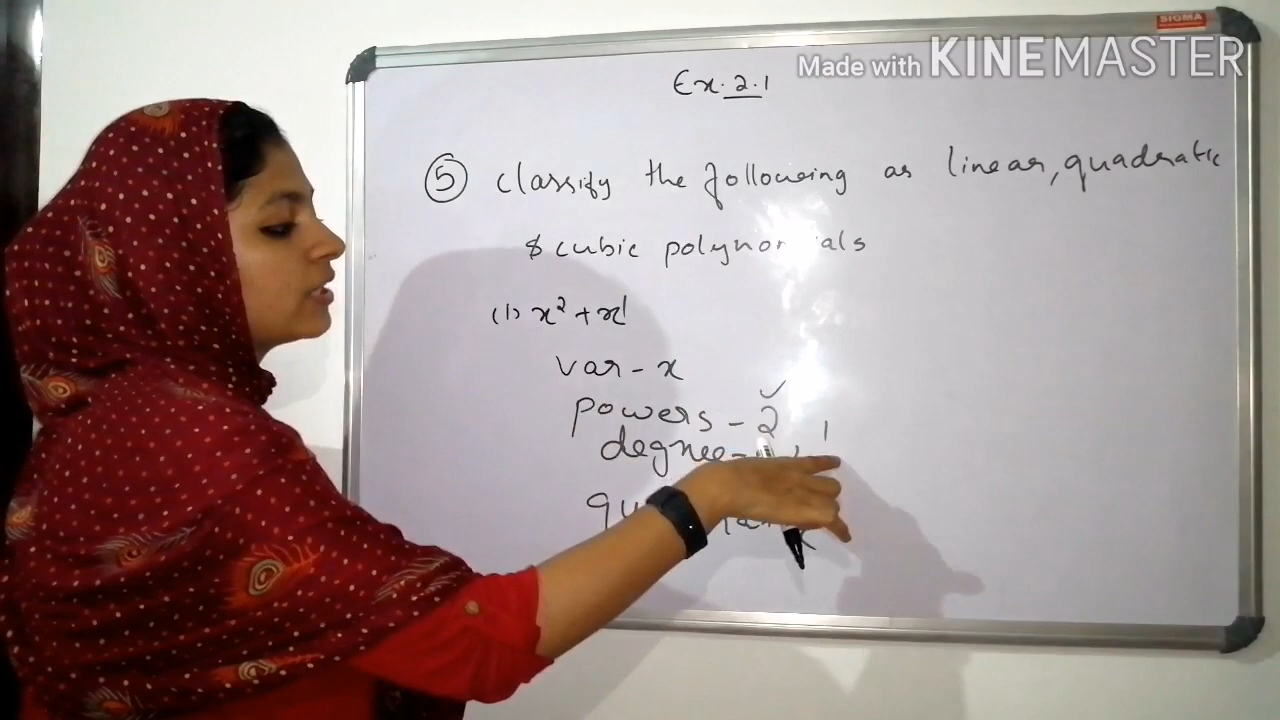 SIGMA
Made with KINEMASTER
Ex. 2.1
5 classify the following as linear, quadratic
& cubic polynomials
(1) x² + x¹
var - x
powers - 2 1
degree -